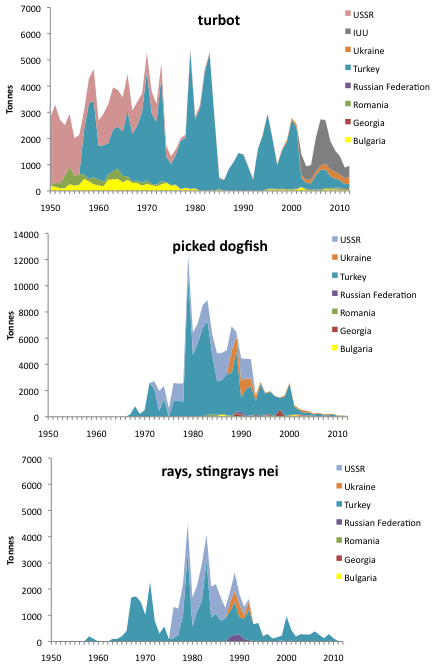 turbot
7000
6000
5000
4000
3000
2000
1000
0
Tonnes
1950 1960 1970 1980 1990 2000 2010
USSR
IUU
Ukraine
Turkey
Russian Federation
Romania
Georgia
Bulgaria
picked dogfish
14000
12000
10000
8000
6000
4000
2000
0
Tonnes
1950 1960 1970 1980 1990 2000 2010
USSR
Ukraine
Turkey
Russian Federation
Romania
Georgia
Bulgaria
rays, stingrays nei
7000
6000
5000
4000
3000
2000
1000
0
Tonnes
1950 1960 1970 1980 1990 2000 2010
USSR
Ukraine
Turkey
Russian Federation
Romania
Georgia
Bulgaria